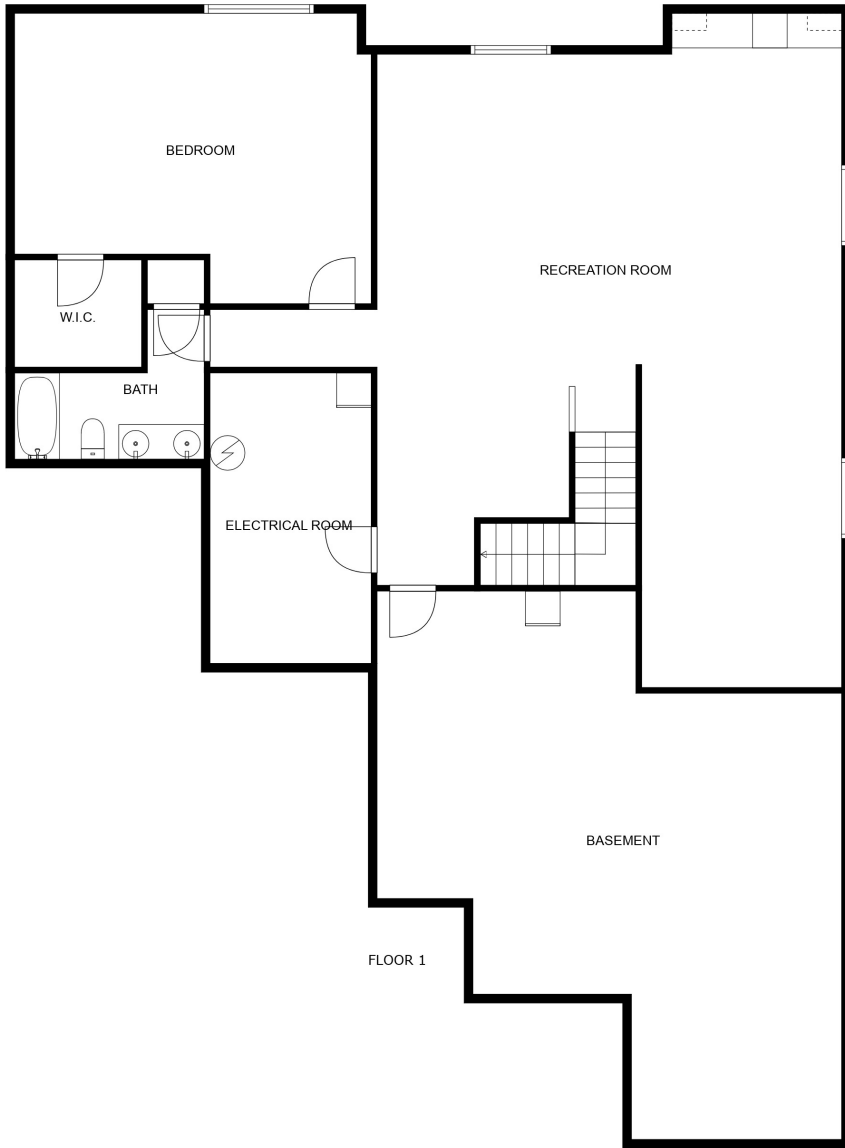 BEDROOM
RECREATION ROOM
W.I.C.
BATH
ELECTRICAL ROOM
BASEMENT
FLOOR 1